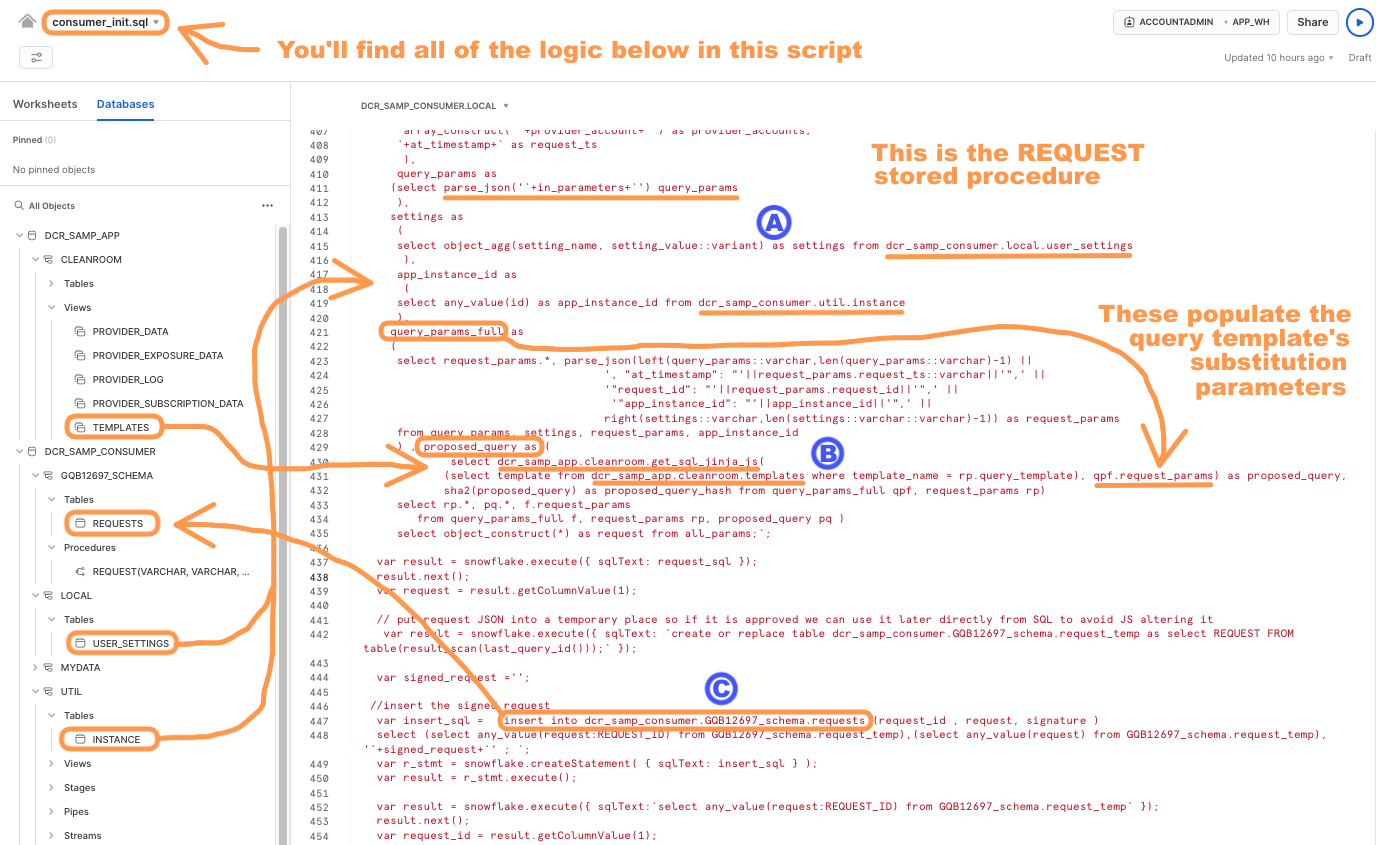 consumer_init.sql
You'll find all of the logic below in this script
ACCOUNTADMIN • APP_WH
Share
Updated 10 hours ago
Draft
Worksheets
Databases
Pinned (0)
No pinned objects
All Objects
DCR_SAMP_APP
CLEANROOM
Tables
Views
PROVIDER_DATA
PROVIDER_EXPOSURE_DATA
PROVIDER_LOG
PROVIDER_SUBSCRIPTION_DATA
TEMPLATES
DCR_SAMP_CONSUMER
GQB12697_SCHEMA
Tables
REQUESTS
Procedures
REQUEST(VARCHAR, VARCHAR, ...
LOCAL
Tables
USER_SETTINGS
MYDATA
UTIL
Tables
INSTANCE
Views
Stages
Pipes
Streams
DCR_SAMP_CONSUMER.LOCAL
This is the REQUEST
stored procedure
A
These populate the
query template's
substitution
parameters
B
C
407 array_construct('`+provider_account+`') as provider_accounts,
408 `+at_timestamp+` as request_ts
409 ),
410 query_params as
411 (select parse_json('`+in_parameters+`') query_params
412 ),
413 settings as
414 (
415 select object_agg(setting_name, setting_value::variant) as settings from dcr_samp_consumer.local.user_settings
416 ),
417 app_instance_id as
418 (
419 select any_value(id) as app_instance_id from dcr_samp_consumer.util.instance
420 ),
421 query_params_full as
422 (
423 select request_params.*, parse_json(left(query_params::varchar,len(query_params::varchar)-1) ||
424 ', "at_timestamp": "'||request_params.request_ts::varchar||'",' ||
425 '"request_id": "'||request_params.request_id||'",' ||
426 '"app_instance_id": "'||app_instance_id||'",' ||
427 right(settings::varchar,len(settings::varchar::varchar)-1)) as request_params
428 from query_params, settings, request_params, app_instance_id
429 ) , proposed_query as (
430 select dcr_samp_app.cleanroom.get_sql_jinja_js(
431 (select template from dcr_samp_app.cleanroom.templates where template_name = rp.query_template), qpf.request_params) as proposed_query,
432 sha2(proposed_query) as proposed_query_hash from query_params_full qpf, request_params rp)
433 select rp.*, pq.*, f.request_params
434 from query_params_full f, request_params rp, proposed_query pq )
435 select object_construct(*) as request from all_params;`;
436
437 var result = snowflake.execute({ sqlText: request_sql });
438 result.next();
439 var request = result.getColumnValue(1);
440
441 // put request JSON into a temporary place so if it is approved we can use it later directly from SQL to avoid JS altering it
442 var result = snowflake.execute({ sqlText: `create or replace table dcr_samp_consumer.GQB12697_schema.request_temp as select REQUEST FROM
table(result_scan(last_query_id()));` });
443
444 var signed_request ='';
445
446 //insert the signed request
447 var insert_sql = `insert into dcr_samp_consumer.GQB12697_schema.requests (request_id , request, signature )
448 select (select any_value(request:REQUEST_ID) from GQB12697_schema.request_temp),(select any_value(request) from GQB12697_schema.request_temp),
'`+signed_request+`' ; `;
449 var r_stmt = snowflake.createStatement( { sqlText: insert_sql } );
450 var result = r_stmt.execute();
451
452 var result = snowflake.execute({ sqlText:`select any_value(request:REQUEST_ID) from GQB12697_schema.request_temp` });
453 result.next();
454 var request_id = result.getColumnValue(1);